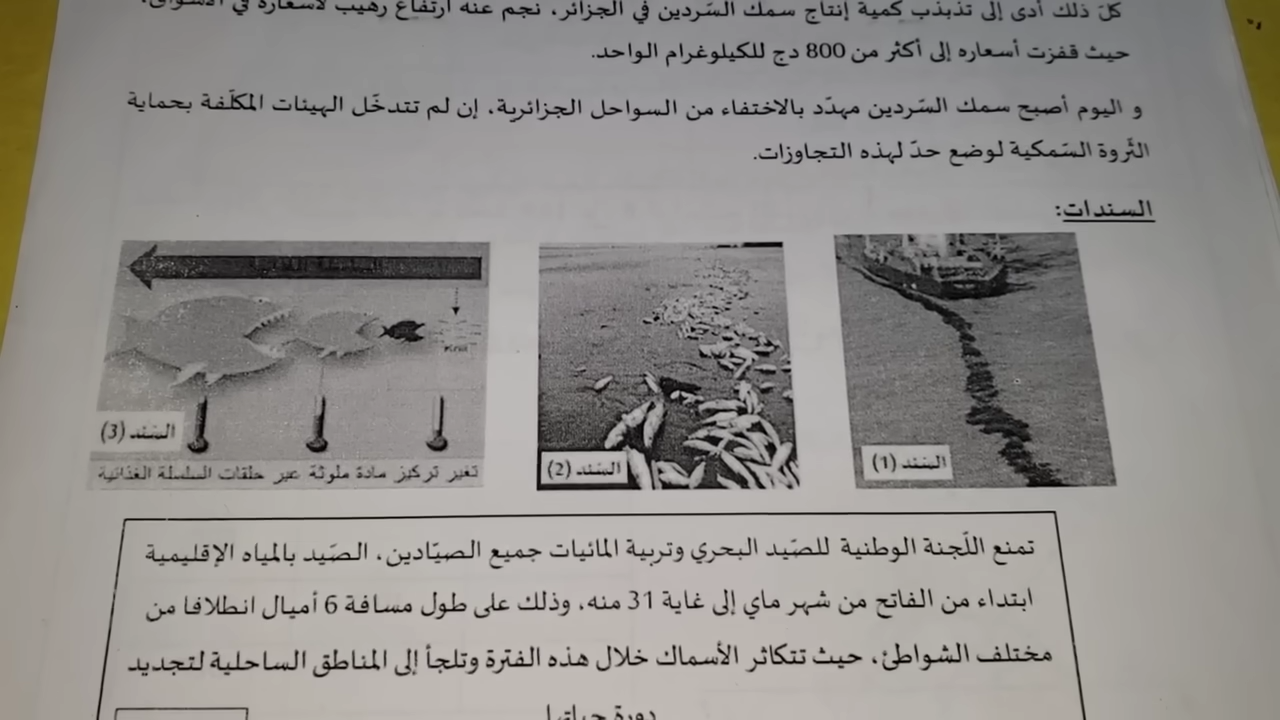 كلّ ذلك أدى إلى تذبذب كمية إنتاج سمك السّردين في الجزائر، نجم عنه ارتفاع رهيب لأسعاره في الأسواق،
حيث قفزت أسعاره إلى أكثر من 800 دج للكيلوغرام الواحد.
و اليوم أصبح سمك السّردين مهدّد بالاختفاء من السواحل الجزائرية، إن لم تتدخّل الهيئات المكلّفة بحماية
الثّروة السّمكية لوضع حدّ لهذه التجاوزات.
السندات:
السّند (1)
السّند (2)
السلسلة الغذائية
السّند (3)
تغير تركيز مادة ملوثة عبر حلقات السلسلة الغذائية
تمنع اللّجنة الوطنية للصّيد البحري وتربية المائيات جميع الصيّادين، الصّيد بالمياه الإقليمية
ابتداء من الفاتح من شهر ماي إلى غاية 31 منه، وذلك على طول مسافة 6 أميال انطلاقا من
مختلف الشواطئ، حيث تتكاثر الأسماك خلال هذه الفترة وتلجأ إلى المناطق الساحلية لتجديد
دورة حياتها